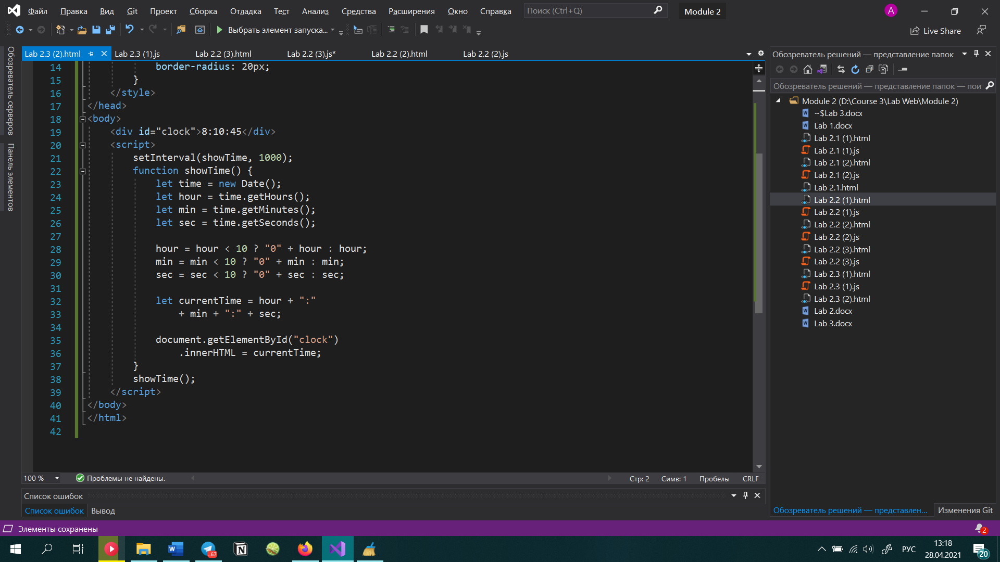 Файл Правка Вид Git Проект Сборка Отладка Тест Анализ Средства Расширения Окно Справка Поиск (Ctrl+Q) Module 2 A
Выбрать элемент запуска... Live Share
Обозреватель серверов
Панель элементов
Lab 2.3 (2).html Lab 2.3 (1).js Lab 2.2 (3).html Lab 2.2 (3).js* Lab 2.2 (2).html Lab 2.2 (2).js
14 border-radius: 20px;
15 }
16 </style>
17 </head>
18 <body>
19 <div id="clock">8:10:45</div>
20 <script>
21 setInterval(showTime, 1000);
22 function showTime() {
23 let time = new Date();
24 let hour = time.getHours();
25 let min = time.getMinutes();
26 let sec = time.getSeconds();
27
28 hour = hour < 10 ? "0" + hour : hour;
29 min = min < 10 ? "0" + min : min;
30 sec = sec < 10 ? "0" + sec : sec;
31
32 let currentTime = hour + ":"
33 + min + ":" + sec;
34
35 document.getElementById("clock")
36 .innerHTML = currentTime;
37 }
38 showTime();
39 </script>
40 </body>
41 </html>
42
100 % Проблемы не найдены. Стр: 2 Симв: 1 Пробелы CRLF
Список ошибок
Список ошибок Вывод
Обозреватель решений — представление папок
Обозреватель решений — представление папок — пои
Module 2 (D:\Course 3\Lab Web\Module 2)
~$Lab 3.docx
Lab 1.docx
Lab 2.1 (1).html
Lab 2.1 (1).js
Lab 2.1 (2).html
Lab 2.1 (2).js
Lab 2.1.html
Lab 2.2 (1).html
Lab 2.2 (1).js
Lab 2.2 (2).html
Lab 2.2 (2).js
Lab 2.2 (3).html
Lab 2.2 (3).js
Lab 2.3 (1).html
Lab 2.3 (1).js
Lab 2.3 (2).html
Lab 2.docx
Lab 3.docx
Обозреватель решений — представлен... Изменения Git
Элементы сохранены 2
..67 РУС 13:18
28.04.2021 20